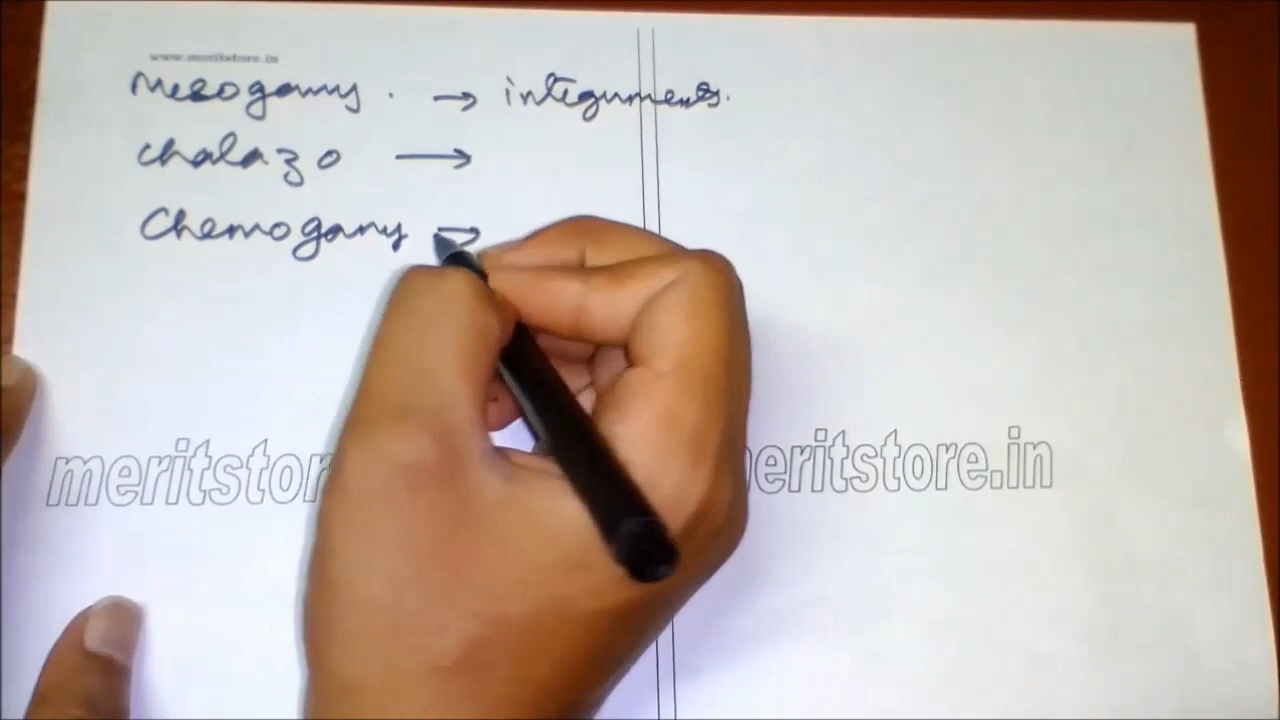 www.meritstore.in
Mesogamy. → integuments.
Chalazo →
Chemogamy →
meritstor
eritstore.in